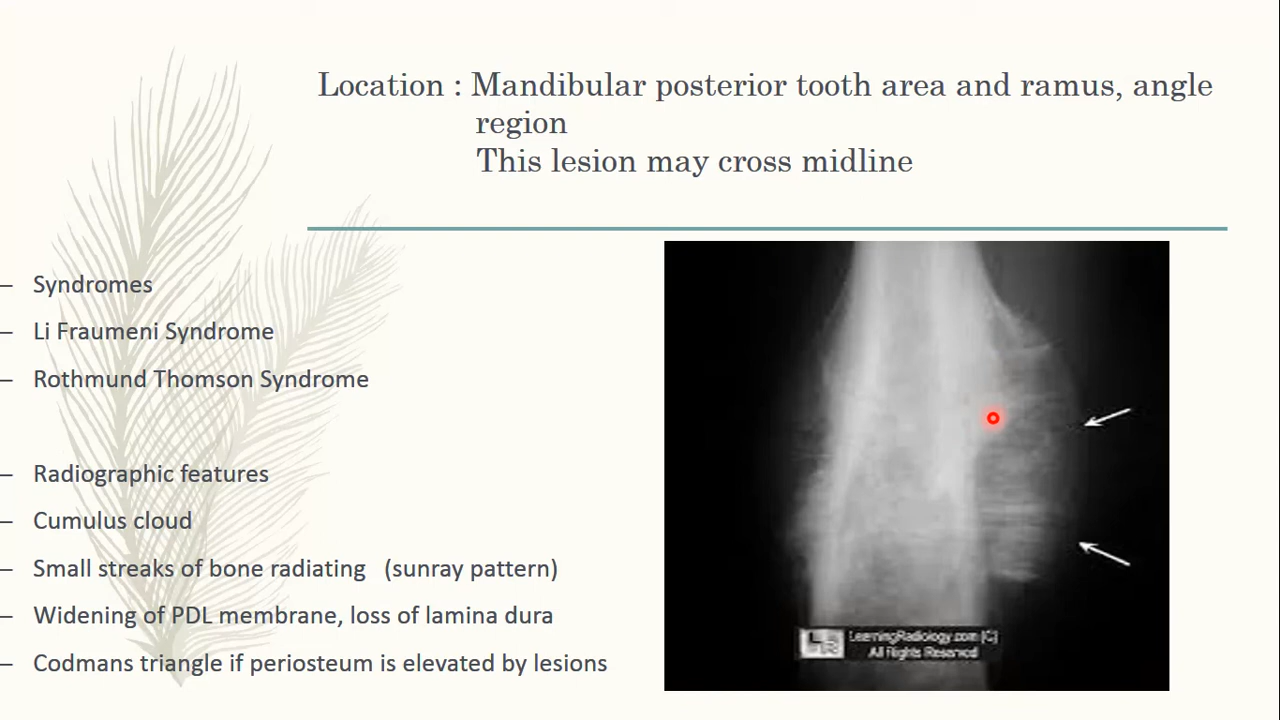 Location : Mandibular posterior tooth area and ramus, angle
region
This lesion may cross midline
– Syndromes
– Li Fraumeni Syndrome
– Rothmund Thomson Syndrome
– Radiographic features
– Cumulus cloud
– Small streaks of bone radiating (sunray pattern)
– Widening of PDL membrane, loss of lamina dura
– Codmans triangle if periosteum is elevated by lesions
LR LearningRadiology.com (C)
All Rights Reserved